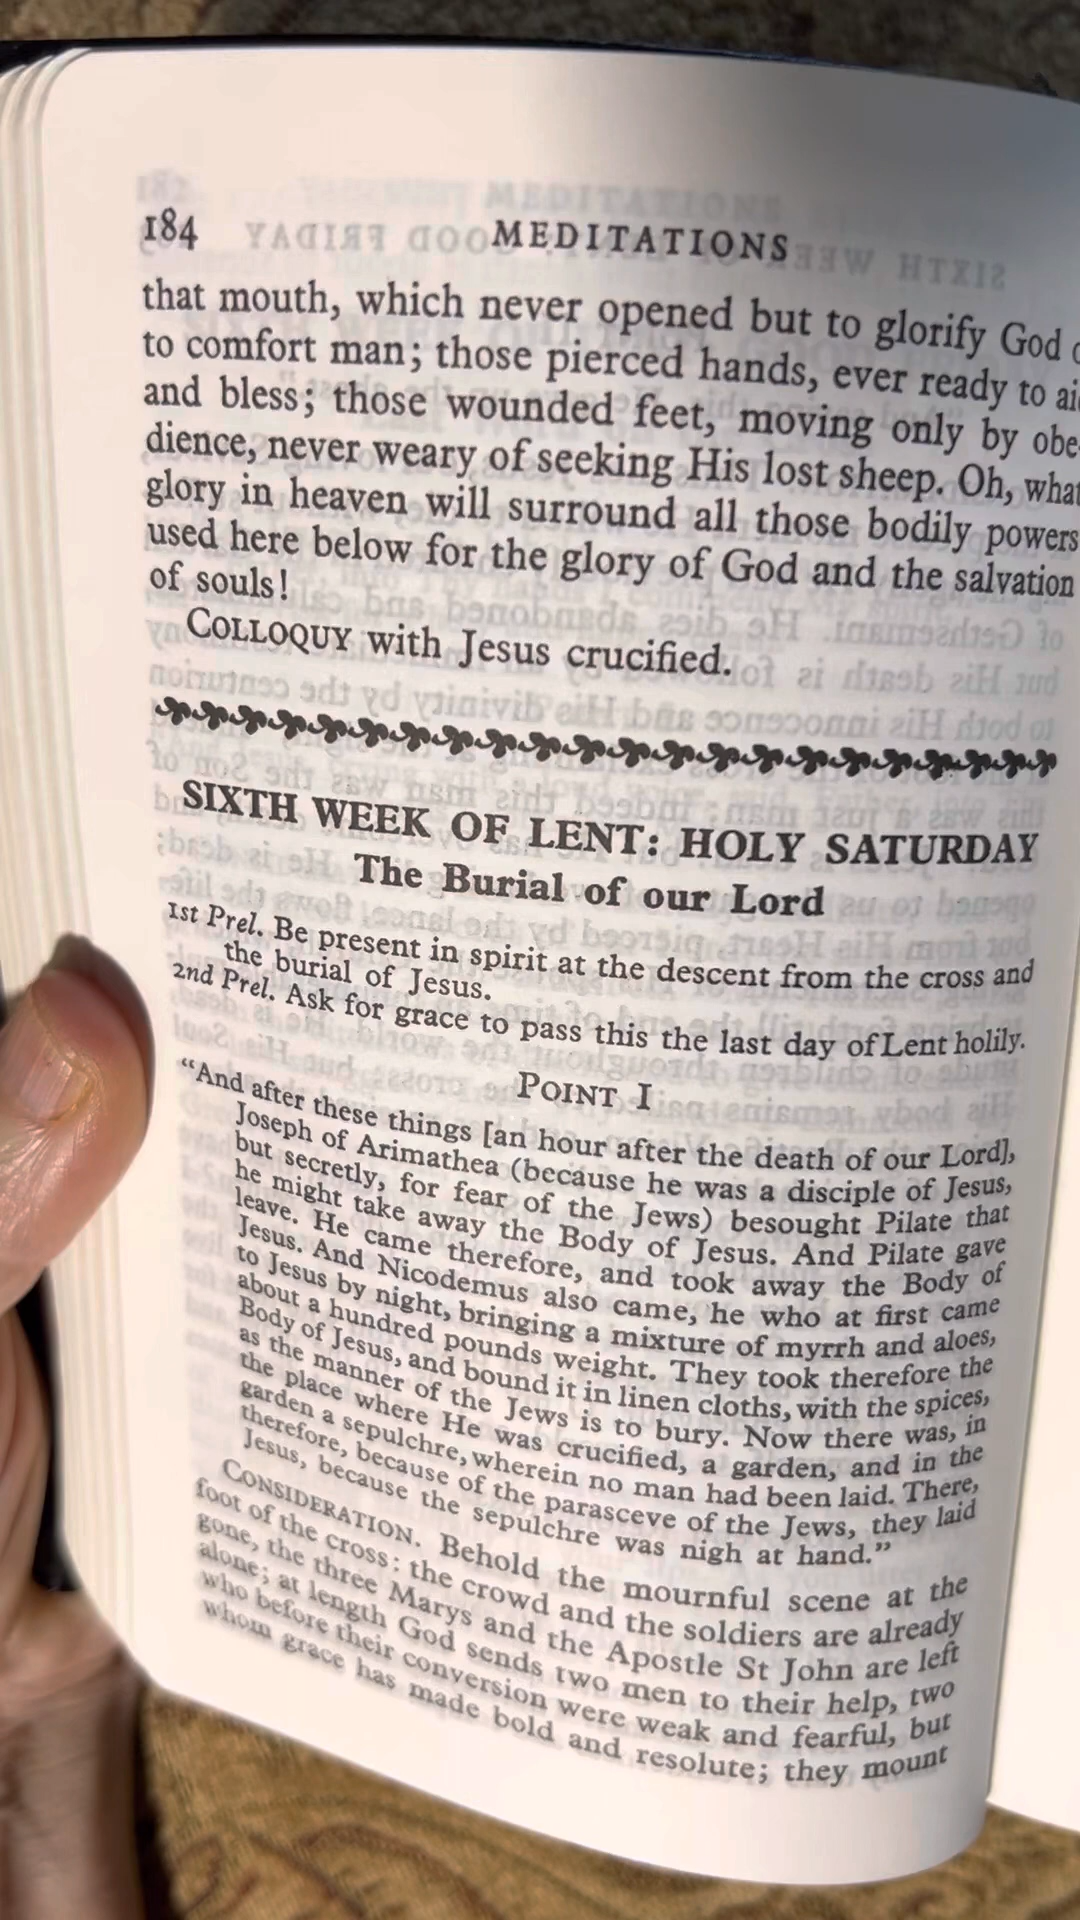 184 MEDITATIONS
that mouth, which never opened but to glorify God
to comfort man; those pierced hands, ever ready to
and bless; those wounded feet, moving only by obe-
dience, never weary of seeking His lost sheep. Oh, what
glory in heaven will surround all those bodily powers
used here below for the glory of God and the salvation
of souls!
COLLOQUY with Jesus crucified.
SIXTH WEEK OF LENT: HOLY SATURDAY
The Burial of our Lord
1st Prel. Be present in spirit at the descent from the cross and
the burial of Jesus.
2nd Prel. Ask for grace to pass this the last day of Lent holily.
POINT I
“And after these things [an hour after the death of our Lord],
Joseph of Arimathea (because he was a disciple of Jesus,
but secretly, for fear of the Jews) besought Pilate that
he might take away the Body of Jesus. And Pilate gave
leave. He came therefore, and took away the Body of
Jesus. And Nicodemus also came, he who at first came
to Jesus by night, bringing a mixture of myrrh and aloes,
about a hundred pounds weight. They took therefore the
Body of Jesus, and bound it in linen cloths, with the spices,
as the manner of the Jews is to bury. Now there was, in
the place where He was crucified, a garden, and in the
garden a sepulchre, wherein no man had been laid. There,
therefore, because of the parasceve of the Jews, they laid
Jesus, because the sepulchre was nigh at hand.”
CONSIDERATION. Behold the mournful scene at the
foot of the cross: the crowd and the soldiers are already
gone, the three Marys and the Apostle St John are left
alone; at length God sends two men to their help, two
who before their conversion were weak and fearful, but
whom grace has made bold and resolute; they mount